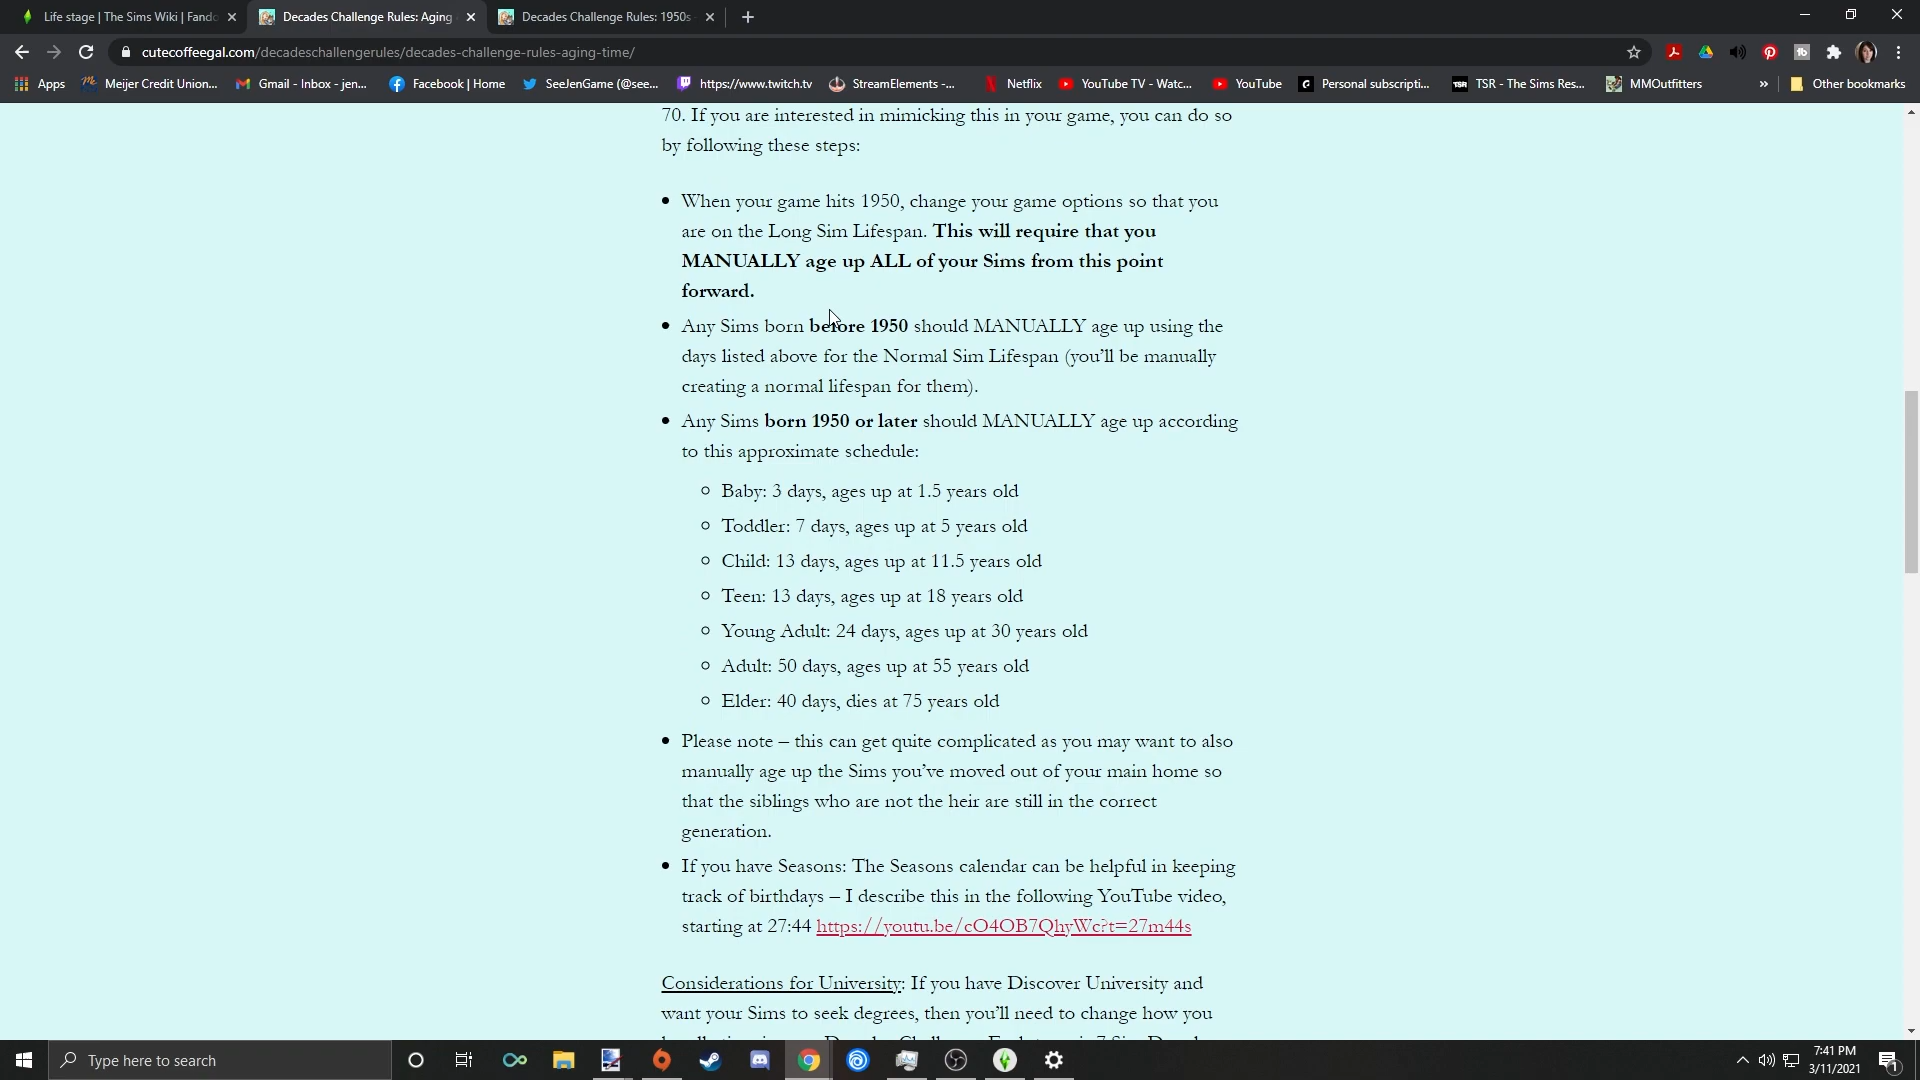 Life stage | The Sims Wiki | Fando
Decades Challenge Rules: Aging
Decades Challenge Rules: 1950s
cutecoffeegal.com/decadeschallengerules/decades-challenge-rules-aging-time/
Apps
Meijer Credit Union...
Gmail - Inbox - jen...
Facebook | Home
SeeJenGame (@see...
https://www.twitch.tv
StreamElements -...
Netflix
YouTube TV - Watc...
YouTube
Personal subscripti...
TSR - The Sims Res...
MMOutfitters
»
Other bookmarks
70. If you are interested in mimicking this in your game, you can do so
by following these steps:
• When your game hits 1950, change your game options so that you
are on the Long Sim Lifespan. This will require that you
MANUALLY age up ALL of your Sims from this point
forward.
• Any Sims born before 1950 should MANUALLY age up using the
days listed above for the Normal Sim Lifespan (you’ll be manually
creating a normal lifespan for them).
• Any Sims born 1950 or later should MANUALLY age up according
to this approximate schedule:
Baby: 3 days, ages up at 1.5 years old
Toddler: 7 days, ages up at 5 years old
Child: 13 days, ages up at 11.5 years old
Teen: 13 days, ages up at 18 years old
Young Adult: 24 days, ages up at 30 years old
Adult: 50 days, ages up at 55 years old
Elder: 40 days, dies at 75 years old
• Please note – this can get quite complicated as you may want to also
manually age up the Sims you’ve moved out of your main home so
that the siblings who are not the heir are still in the correct
generation.
• If you have Seasons: The Seasons calendar can be helpful in keeping
track of birthdays – I describe this in the following YouTube video,
starting at 27:44 https://youtu.be/cO4OB7QhyWc?t=27m44s
Considerations for University: If you have Discover University and
want your Sims to seek degrees, then you’ll need to change how you
Type here to search
7:41 PM
3/11/2021
1